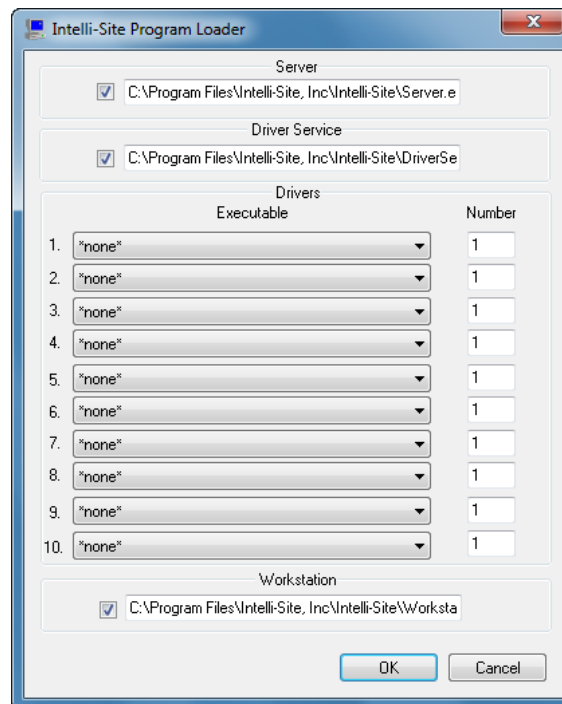 Intelli-Site Program Loader
Server
C:\Program Files\Intelli-Site, Inc\Intelli-Site\Server.e
Driver Service
C:\Program Files\Intelli-Site, Inc\Intelli-Site\DriverSe
Drivers
Executable Number
1. *none* 1
2. *none* 1
3. *none* 1
4. *none* 1
5. *none* 1
6. *none* 1
7. *none* 1
8. *none* 1
9. *none* 1
10. *none* 1
Workstation
C:\Program Files\Intelli-Site, Inc\Intelli-Site\Worksta
OK Cancel